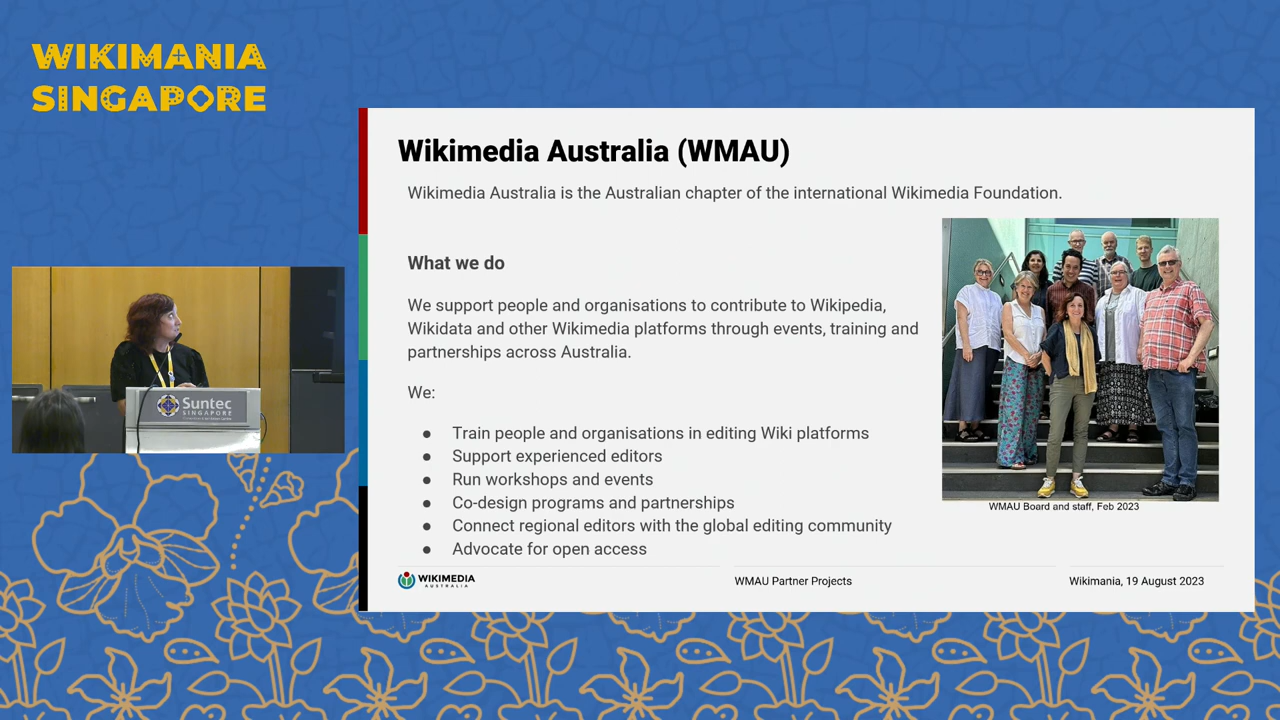 WIKIMANIA
SINGAPORE
Wikimedia Australia (WMAU)
Wikimedia Australia is the Australian chapter of the international Wikimedia Foundation.
What we do
We support people and organisations to contribute to Wikipedia,
Wikidata and other Wikimedia platforms through events, training and
partnerships across Australia.
We:
● Train people and organisations in editing Wiki platforms
● Support experienced editors
● Run workshops and events
● Co-design programs and partnerships
● Connect regional editors with the global editing community
● Advocate for open access
WMAU Board and staff, Feb 2023
WIKIMEDIA
AUSTRALIA
WMAU Partner Projects
Wikimania, 19 August 2023
Suntec
SINGAPORE